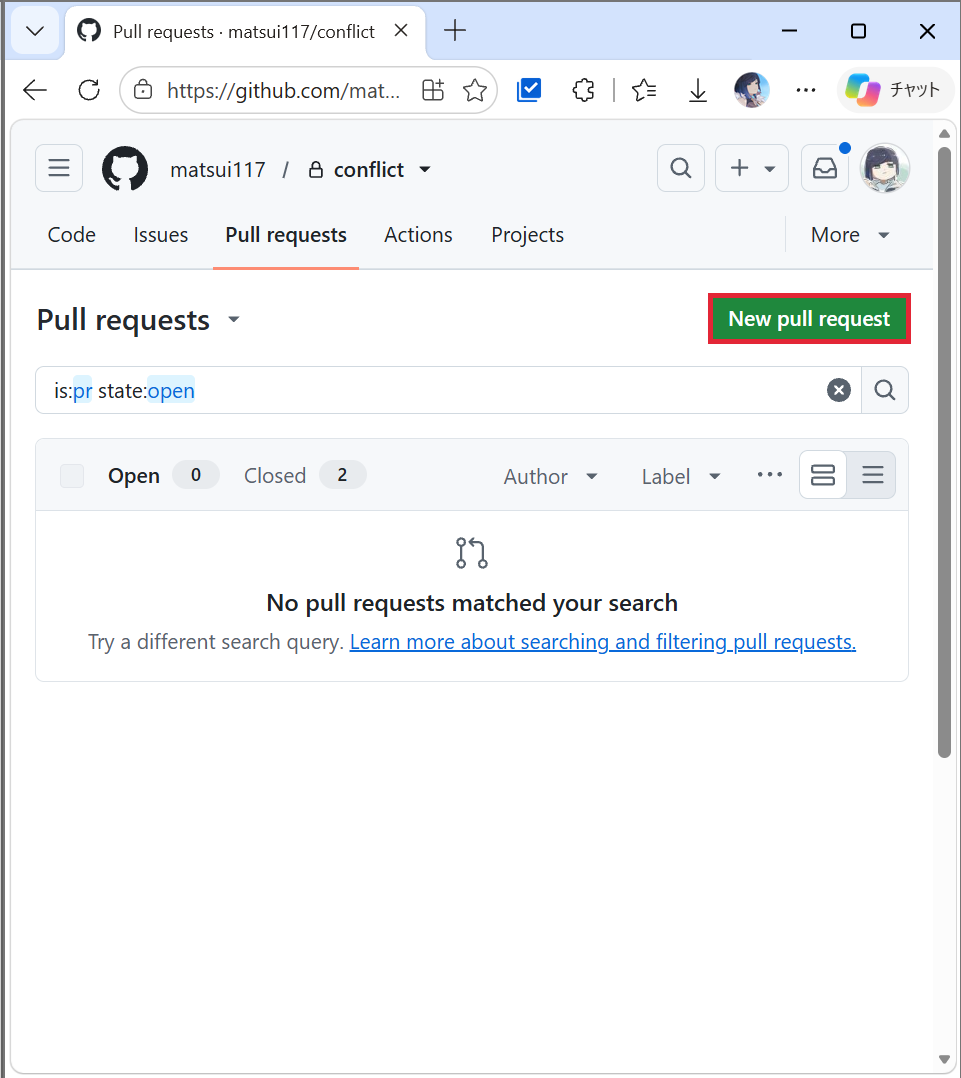 Pull requests · matsui117/conflict
https://github.com/mat...
チャット
matsui117 / conflict
Code Issues Pull requests Actions Projects More
Pull requests New pull request
is:pr state:open
Open 0 Closed 2 Author Label
No pull requests matched your search
Try a different search query. Learn more about searching and filtering pull requests.